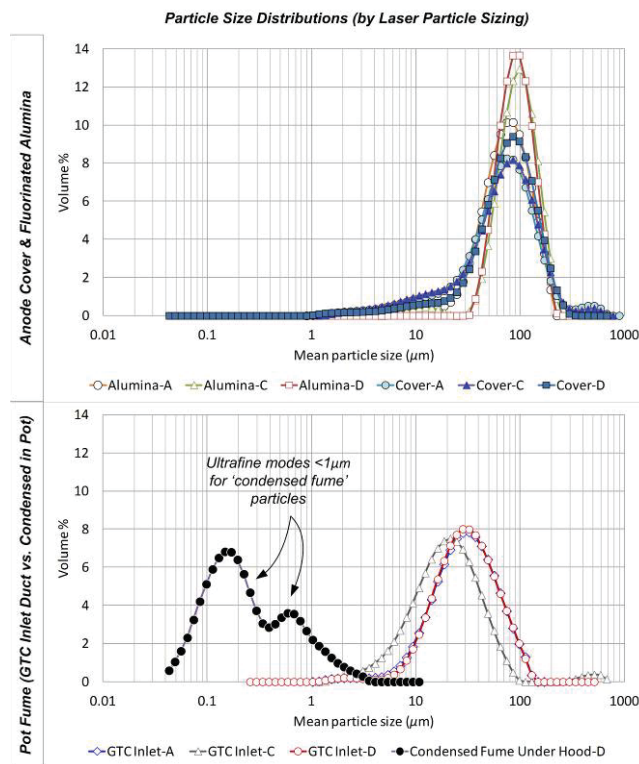 Particle Size Distributions (by Laser Particle Sizing)
Anode Cover & Fluorinated Alumina
Volume %
14
12
10
8
6
4
2
0
0.01 0.1 1 10 100 1000
Mean particle size (μm)
Alumina-A Alumina-C Alumina-D Cover-A Cover-C Cover-D
Pot Fume (GTC Inlet Duct vs. Condensed in Pot)
Volume %
14
12
10
8
6
4
2
0
Ultrafine modes <1μm
for ‘condensed fume’
particles
0.01 0.1 1 10 100 1000
Mean particle size (μm)
GTC Inlet-A GTC Inlet-C GTC Inlet-D Condensed Fume Under Hood-D